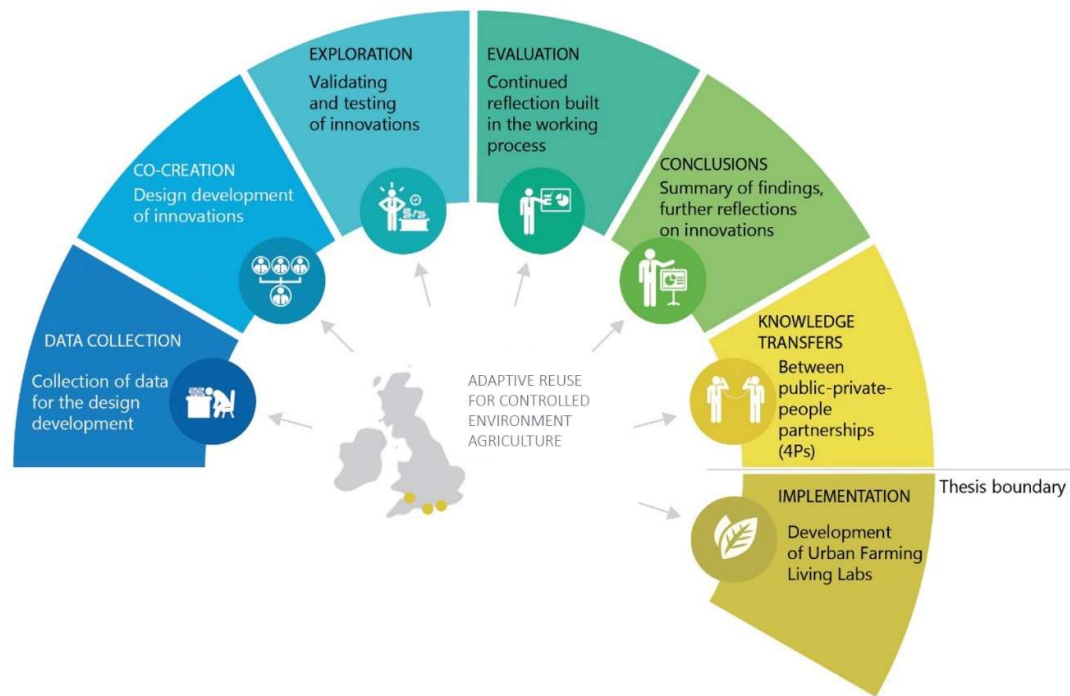 DATA COLLECTION
Collection of data
for the design
development
CO-CREATION
Design development
of innovations
EXPLORATION
Validating
and testing
of innovations
EVALUATION
Continued
reflection built
in the working
process
CONCLUSIONS
Summary of findings,
further reflections
on innovations
KNOWLEDGE
TRANSFERS
Between
public-private-
people
partnerships
(4Ps)
Thesis boundary
IMPLEMENTATION
Development
of Urban Farming
Living Labs
ADAPTIVE REUSE
FOR CONTROLLED
ENVIRONMENT
AGRICULTURE